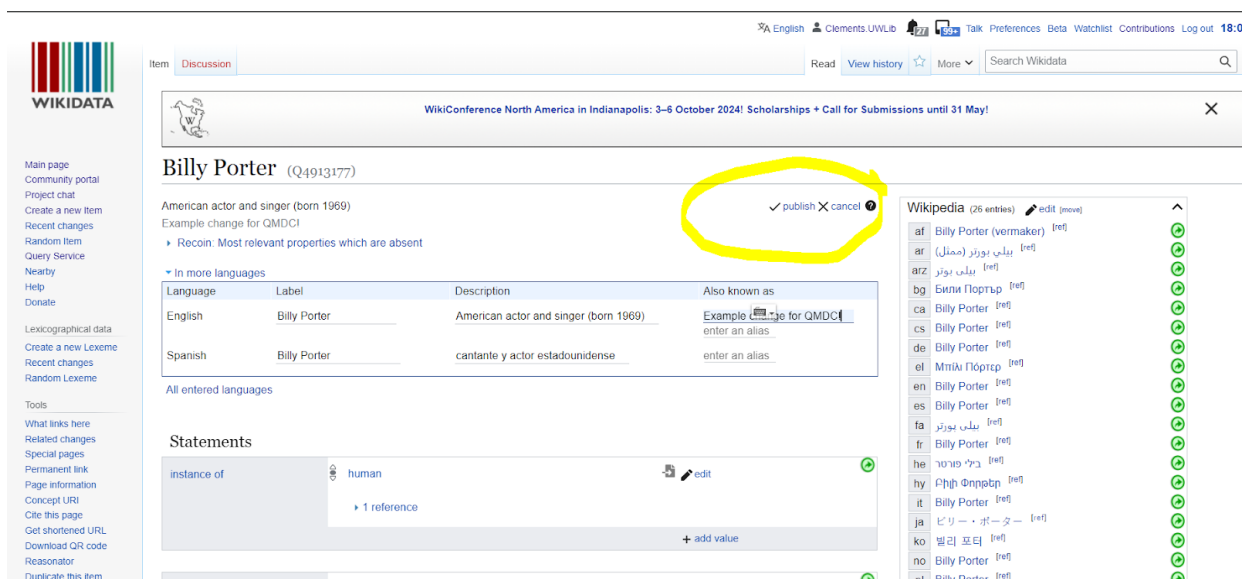 English Clements.UWLib 27 99+ Talk Preferences Beta Watchlist Contributions Log out 18:0
WIKIDATA
Item Discussion
Read View history More Search Wikidata
WikiConference North America in Indianapolis: 3–6 October 2024! Scholarships + Call for Submissions until 31 May!
Main page
Community portal
Project chat
Create a new Item
Recent changes
Random Item
Query Service
Nearby
Help
Donate
Lexicographical data
Create a new Lexeme
Recent changes
Random Lexeme
Tools
What links here
Related changes
Special pages
Permanent link
Page information
Concept URI
Cite this page
Get shortened URL
Download QR code
Reasonator
Duplicate this item
Billy Porter (Q4913177)
American actor and singer (born 1969)
publish cancel
Example change for QMDCI
Recoin: Most relevant properties which are absent
In more languages
Language Label Description Also known as
English Billy Porter American actor and singer (born 1969) Example change for QMDCI
enter an alias
Spanish Billy Porter cantante y actor estadounidense enter an alias
All entered languages
Statements
instance of human edit
1 reference
+ add value
Wikipedia (26 entries) edit [move]
af Billy Porter (vermaker) [ref]
ar بيلي بورتر (ممثل) [ref]
arz بيلى بوتر [ref]
bg Били Портър [ref]
ca Billy Porter [ref]
cs Billy Porter [ref]
de Billy Porter [ref]
el Μπίλι Πόρτερ [ref]
en Billy Porter [ref]
es Billy Porter [ref]
fa بیلی پورتر [ref]
fr Billy Porter [ref]
he בילי פורטר [ref]
hy Բիլի Փորթեր [ref]
it Billy Porter [ref]
ja ビリー・ポーター [ref]
ko 빌리 포터 [ref]
no Billy Porter [ref]
Billy Porter [ref]